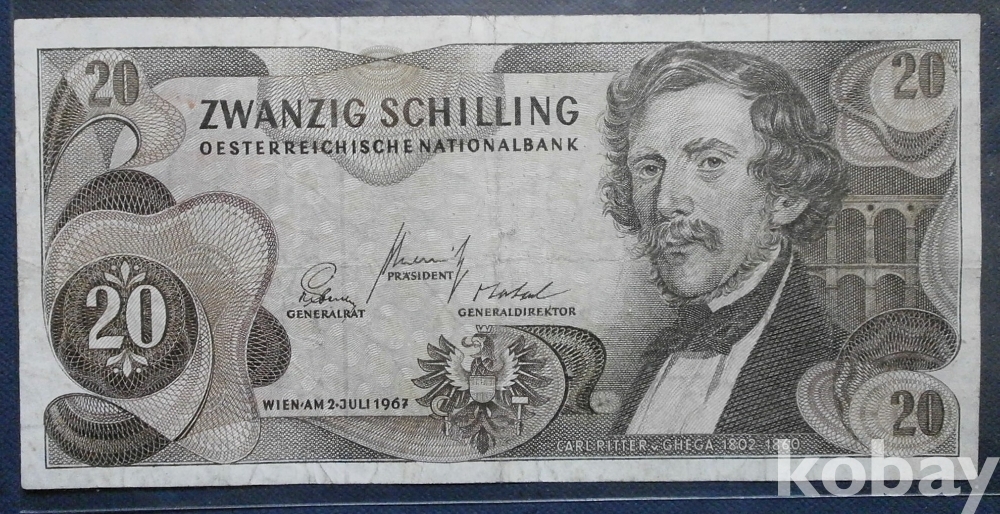 20
20
ZWANZIG SCHILLING
OESTERREICHISCHE NATIONALBANK
PRÄSIDENT
GENERALRAT
GENERALDIREKTOR
20
WIEN·AM 2·JULI 1967
20
CARL RITTER v. GHEGA 1802-1860
kobay